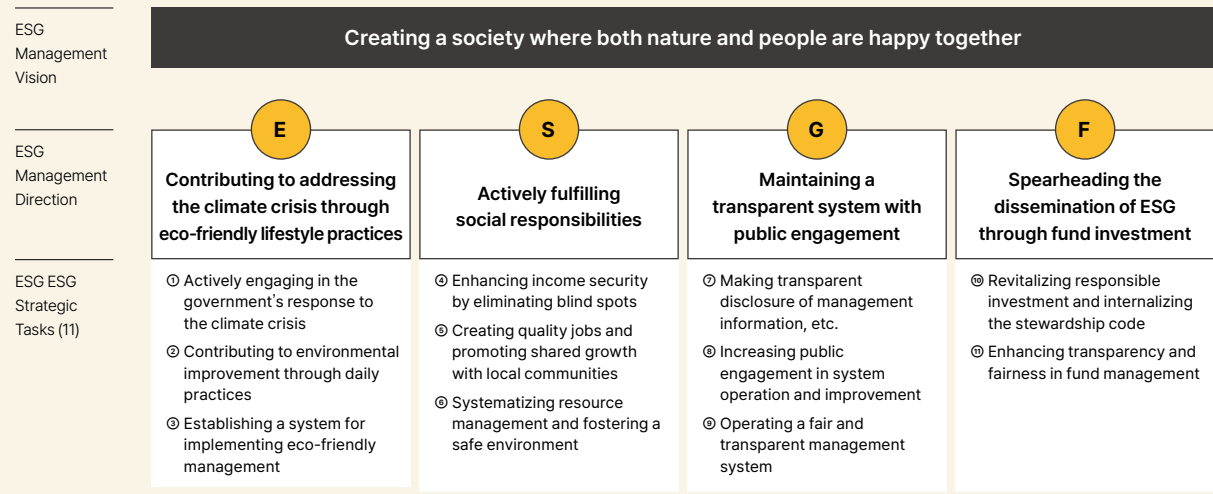 ESG
Management
Vision
Creating a society where both nature and people are happy together
ESG
Management
Direction
E
Contributing to addressing
the climate crisis through
eco-friendly lifestyle practices
S
Actively fulfilling
social responsibilities
G
Maintaining a
transparent system with
public engagement
F
Spearheading the
dissemination of ESG
through fund investment
ESG ESG
Strategic
Tasks (11)
① Actively engaging in the
government's response to
the climate crisis
② Contributing to environmental
improvement through daily
practices
③ Establishing a system for
implementing eco-friendly
management
④ Enhancing income security
by eliminating blind spots
⑤ Creating quality jobs and
promoting shared growth
with local communities
⑥ Systematizing resource
management and fostering a
safe environment
⑦ Making transparent
disclosure of management
information, etc.
⑧ Increasing public
engagement in system
operation and improvement
⑨ Operating a fair and
transparent management
system
⑩ Revitalizing responsible
investment and internalizing
the stewardship code
⑪ Enhancing transparency and
fairness in fund management